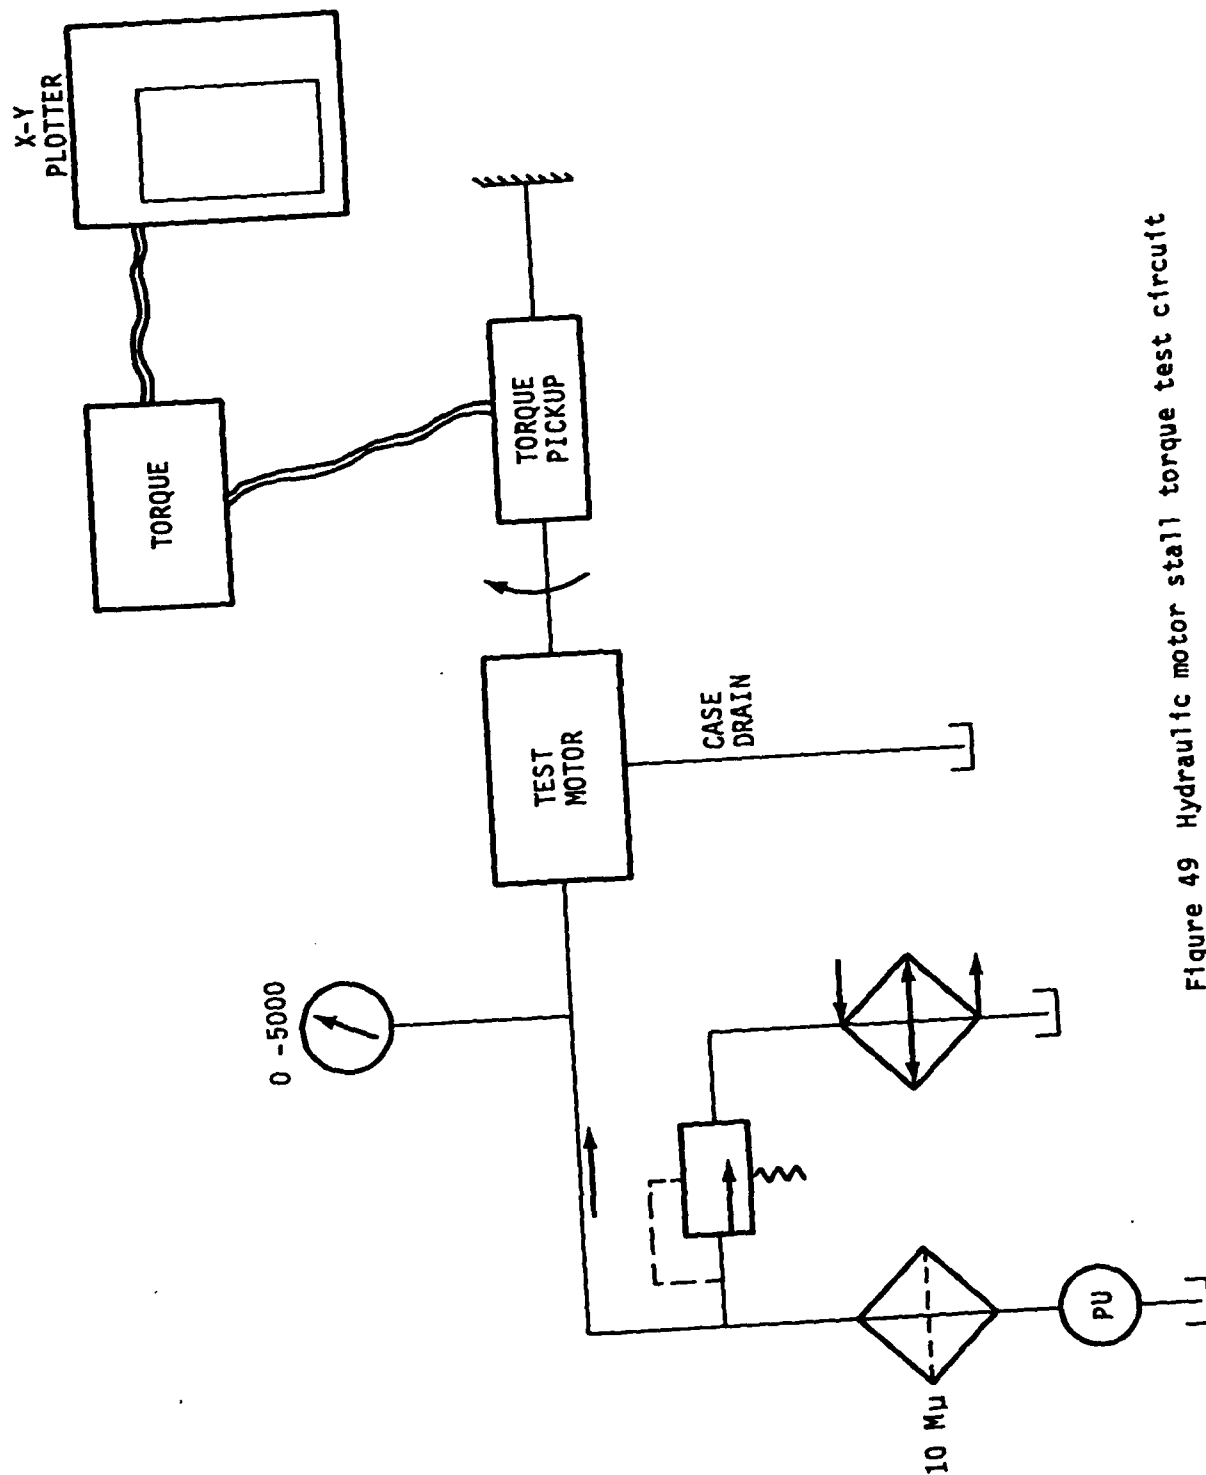 X-Y
PLOTTER
TORQUE
TORQUE
PICKUP
TEST
MOTOR
CASE
DRAIN
0 -5000
10 Mµ
PU
Figure 49 Hydraulic motor stall torque test circuit